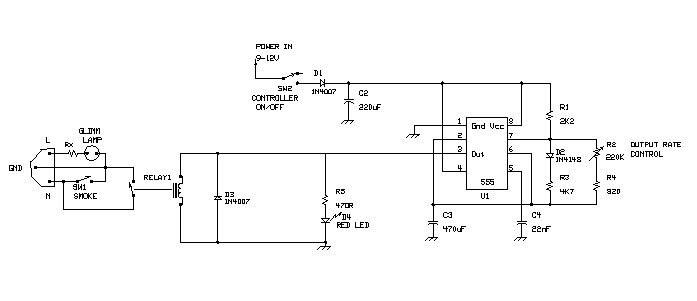 POWER IN
9-12V
SW2
CONTROLLER
ON/OFF
D1
1N4007
C2
220uF
L
Rx
GLIMM
LAMP
GND
N
SW1
SMOKE
RELAY1
D3
1N4007
R5
470R
D4
RED LED
1
2
3
4
Gnd Vcc
Out
555
U1
8
7
6
5
C3
470uF
C4
22nF
R1
2K2
D2
1N4148
R3
4K7
R2
220K
R4
820
OUTPUT RATE
CONTROL